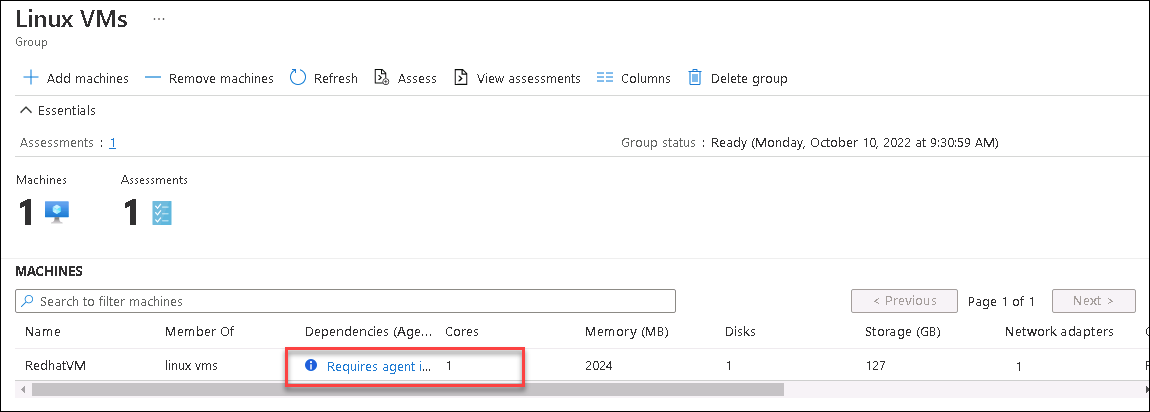 Linux VMs ...
Group
Add machines Remove machines Refresh Assess View assessments Columns Delete group
Essentials
Assessments : 1 Group status : Ready (Monday, October 10, 2022 at 9:30:59 AM)
Machines Assessments
1 1
MACHINES
Search to filter machines < Previous Page 1 of 1 Next >
Name Member Of Dependencies (Age... Cores Memory (MB) Disks Storage (GB) Network adapters
RedhatVM linux vms Requires agent i... 1 2024 1 127 1